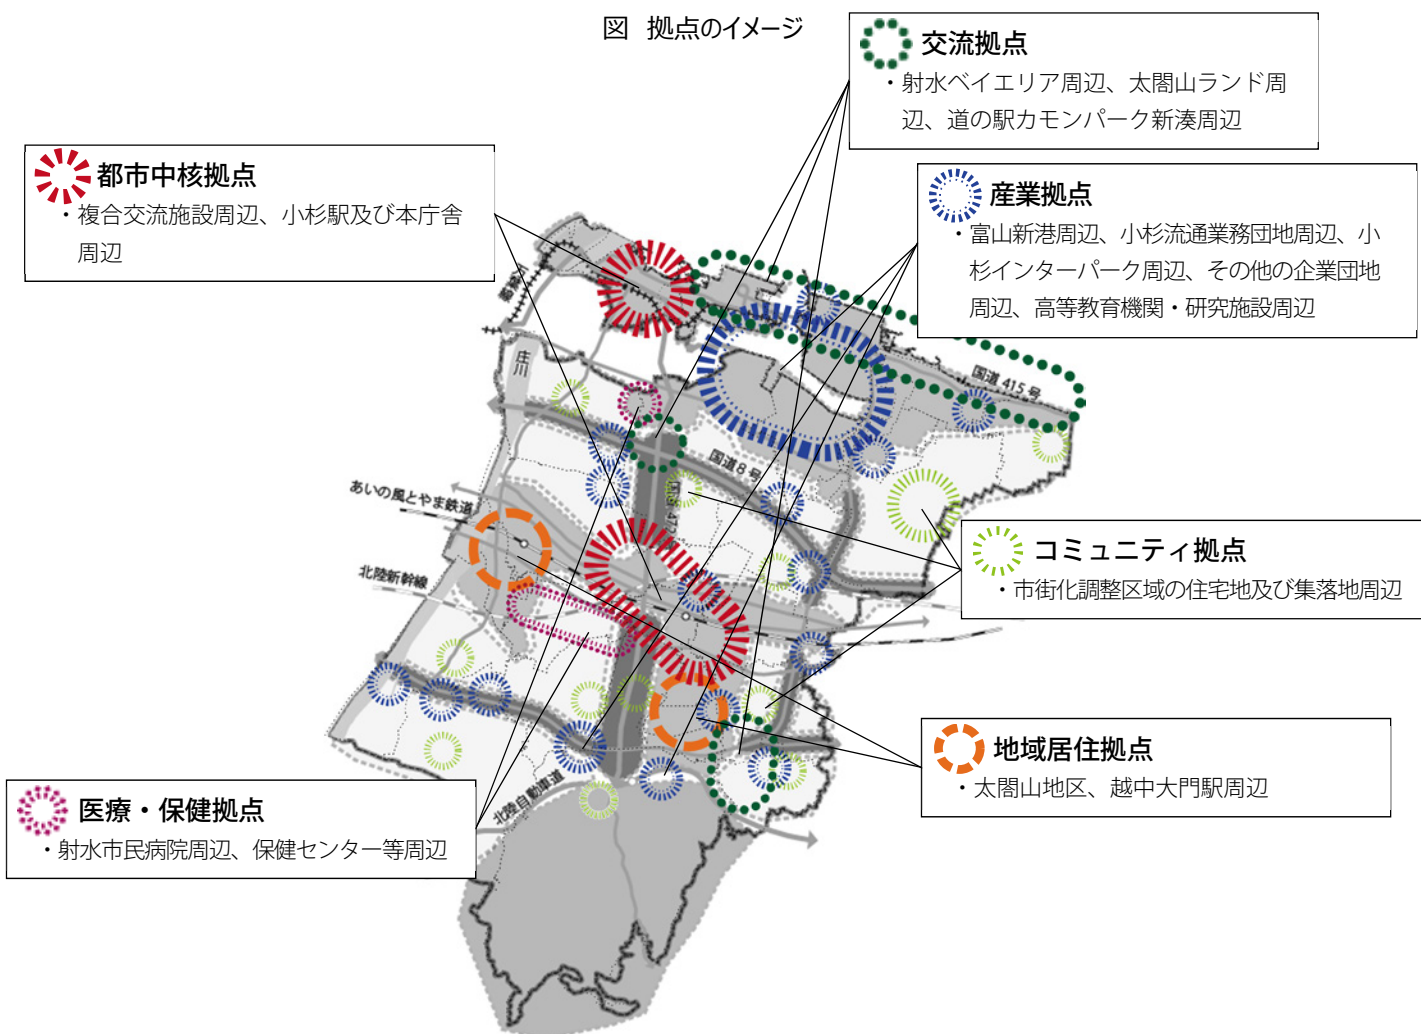 図 拠点のイメージ
交流拠点
・射水ベイエリア周辺、太閤山ランド周
辺、道の駅カモンパーク新湊周辺
都市中核拠点
・複合交流施設周辺、小杉駅及び本庁舎
周辺
産業拠点
・富山新港周辺、小杉流通業務団地周辺、小
杉インターパーク周辺、その他の企業団地
周辺、高等教育機関・研究施設周辺
庄川
国道415号
国道8号
あいの風とやま鉄道
北陸新幹線
コミュニティ拠点
・市街化調整区域の住宅地及び集落地周辺
地域居住拠点
・太閤山地区、越中大門駅周辺
医療・保健拠点
・射水市民病院周辺、保健センター等周辺
北陸自動車道